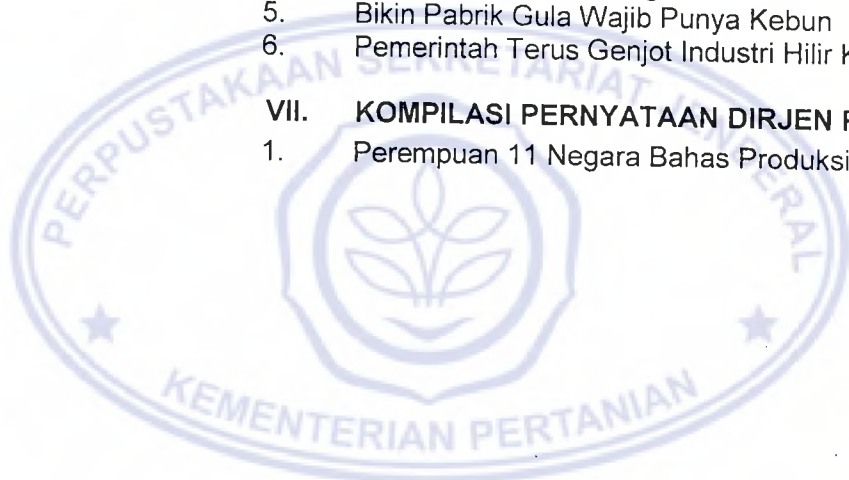 5. Bikin Pabrik Gula Wajib Punya Kebun
6. Pemerintah Terus Genjot Industri Hilir
VII. KOMPILASI PERNYATAAN DIRJEN
1. Perempuan 11 Negara Bahas Produksi
PERPUSTAKAAN SEKRETARIAT JENDERAL
KEMENTERIAN PERTANIAN